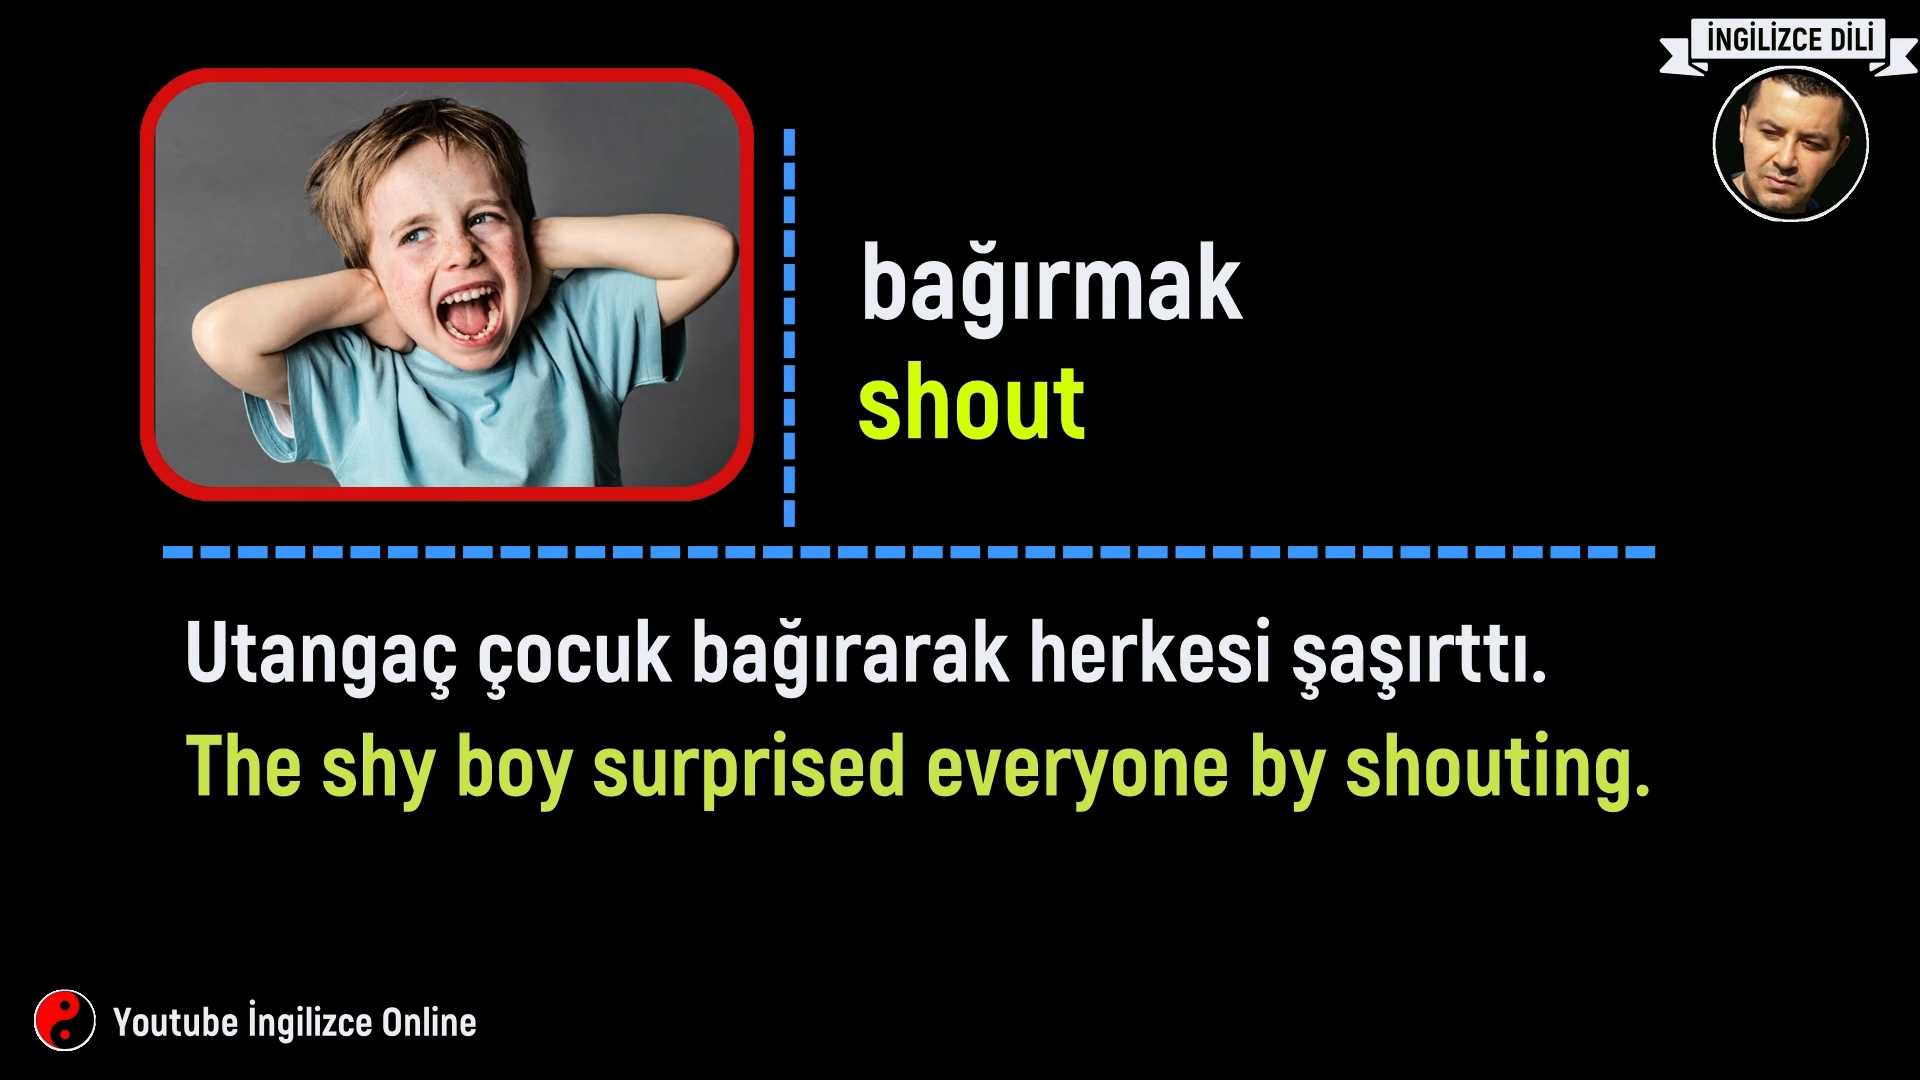 İNGİLİZCE DİLİ
bağırmak
shout
Utangaç çocuk bağırarak herkesi şaşırttı.
The shy boy surprised everyone by shouting.
Youtube İngilizce Online